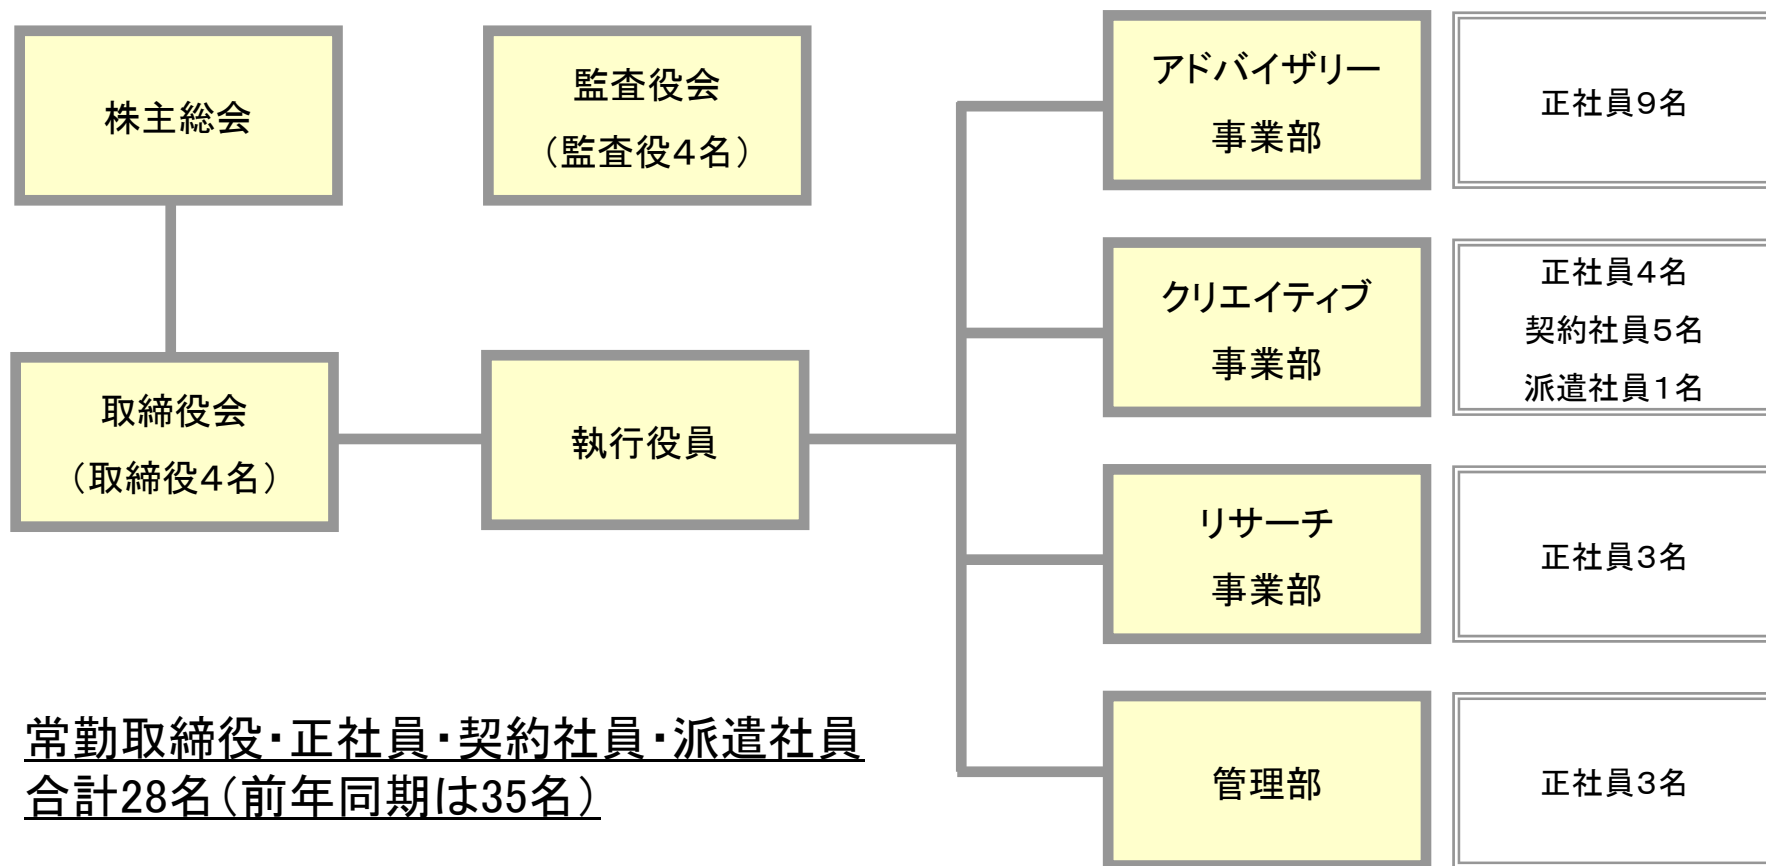 株主総会
監査役会
（監査役４名）
取締役会
（取締役４名）
執行役員
アドバイザリー
事業部
正社員９名
クリエイティブ
事業部
正社員４名
契約社員５名
派遣社員１名
リサーチ
事業部
正社員３名
管理部
正社員３名
常勤取締役・正社員・契約社員・派遣社員
合計28名（前年同期は35名）